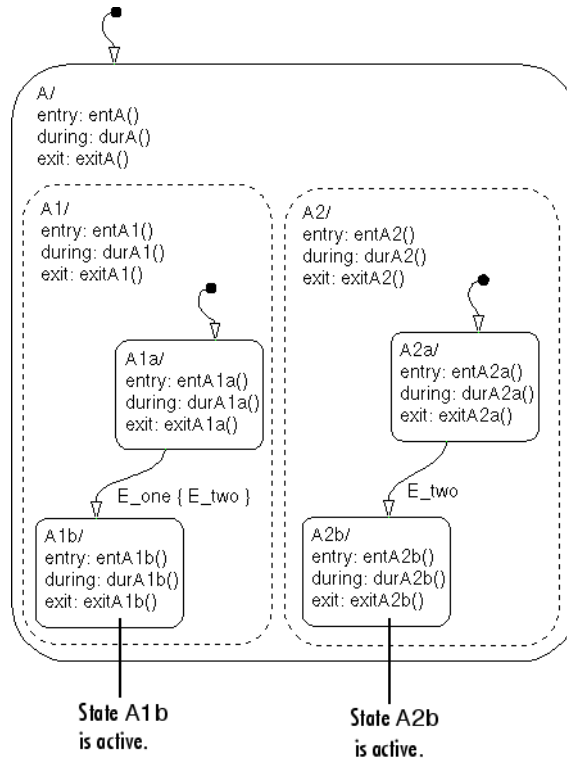 A/
entry: entA()
during: durA()
exit: exitA()
A1/
entry: entA1()
during: durA1()
exit: exitA1()
A1a/
entry: entA1a()
during: durA1a()
exit: exitA1a()
E_one { E_two }
A1b/
entry: entA1b()
during: durA1b()
exit: exitA1b()
A2/
entry: entA2()
during: durA2()
exit: exitA2()
A2a/
entry: entA2a()
during: durA2a()
exit: exitA2a()
E_two
A2b/
entry: entA2b()
during: durA2b()
exit: exitA2b()
State A1b
is active.
State A2b
is active.